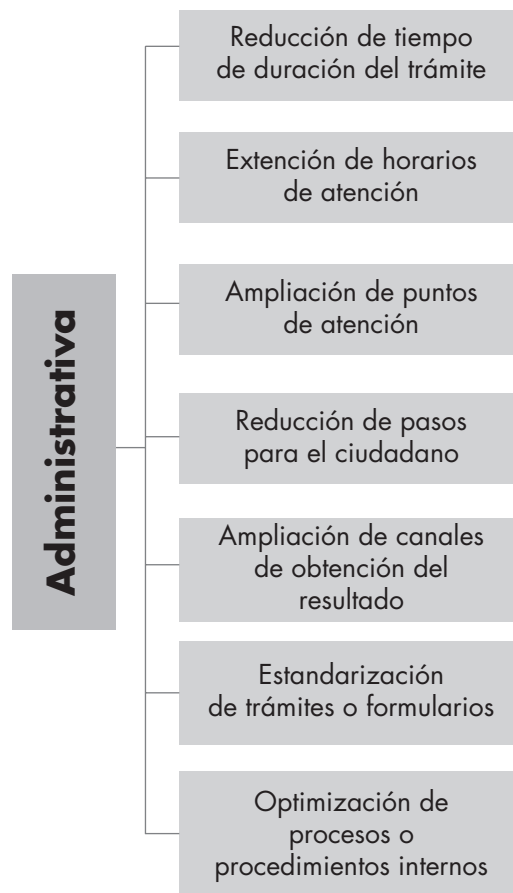 Administrativa
Reducción de tiempo
de duración del trámite
Extención de horarios
de atención
Ampliación de puntos
de atención
Reducción de pasos
para el ciudadano
Ampliación de canales
de obtención del
resultado
Estandarización
de trámites o formularios
Optimización de
procesos o
procedimientos internos